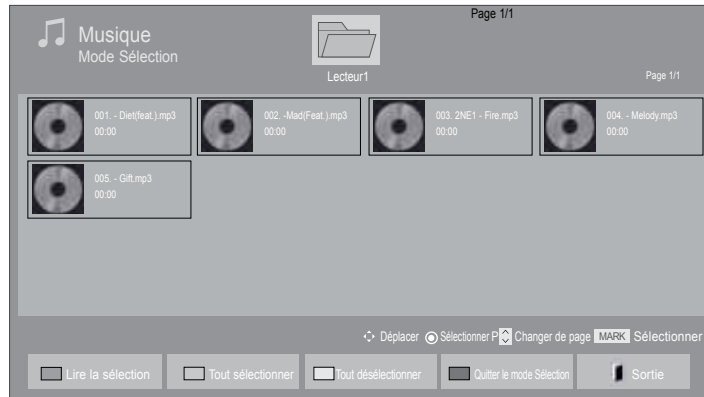 Page 1/1
Musique
Mode Sélection
Lecteur1
Page 1/1
001. - Diet(feat.).mp3
00:00
002. -Mad(Feat.).mp3
00:00
003. 2NE1 - Fire.mp3
00:00
004. - Melody.mp3
00:00
005. - Gift.mp3
00:00
Déplacer Sélectionner P Changer de page MARK Sélectionner
Lire la sélection Tout sélectionner Tout désélectionner Quitter le mode Sélection Sortie